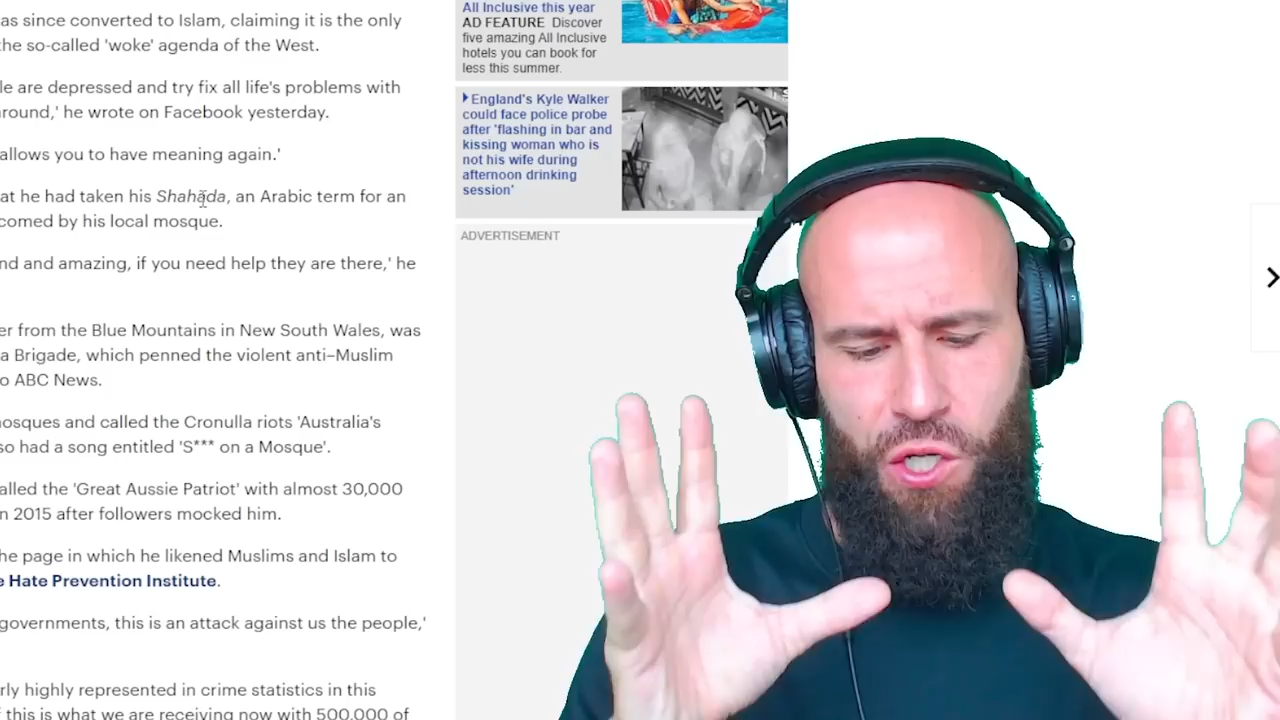 as since converted to Islam, claiming it is the only
the so-called 'woke' agenda of the West.
le are depressed and try fix all life's problems with
around,' he wrote on Facebook yesterday.
allows you to have meaning again.'
at he had taken his Shahada, an Arabic term for an
comed by his local mosque.
nd and amazing, if you need help they are there,' he
er from the Blue Mountains in New South Wales, was
a Brigade, which penned the violent anti–Muslim
o ABC News.
nosques and called the Cronulla riots 'Australia's
so had a song entitled 'S*** on a Mosque'.
alled the 'Great Aussie Patriot' with almost 30,000
n 2015 after followers mocked him.
he page in which he likened Muslims and Islam to
e Hate Prevention Institute.
governments, this is an attack against us the people,'
rly highly represented in crime statistics in this
f this is what we are receiving now with 500,000 of
All Inclusive this year
AD FEATURE Discover
five amazing All Inclusive
hotels you can book for
less this summer.
England's Kyle Walker
could face police probe
after 'flashing in bar and
kissing woman who is
not his wife during
afternoon drinking
session'
ADVERTISEMENT